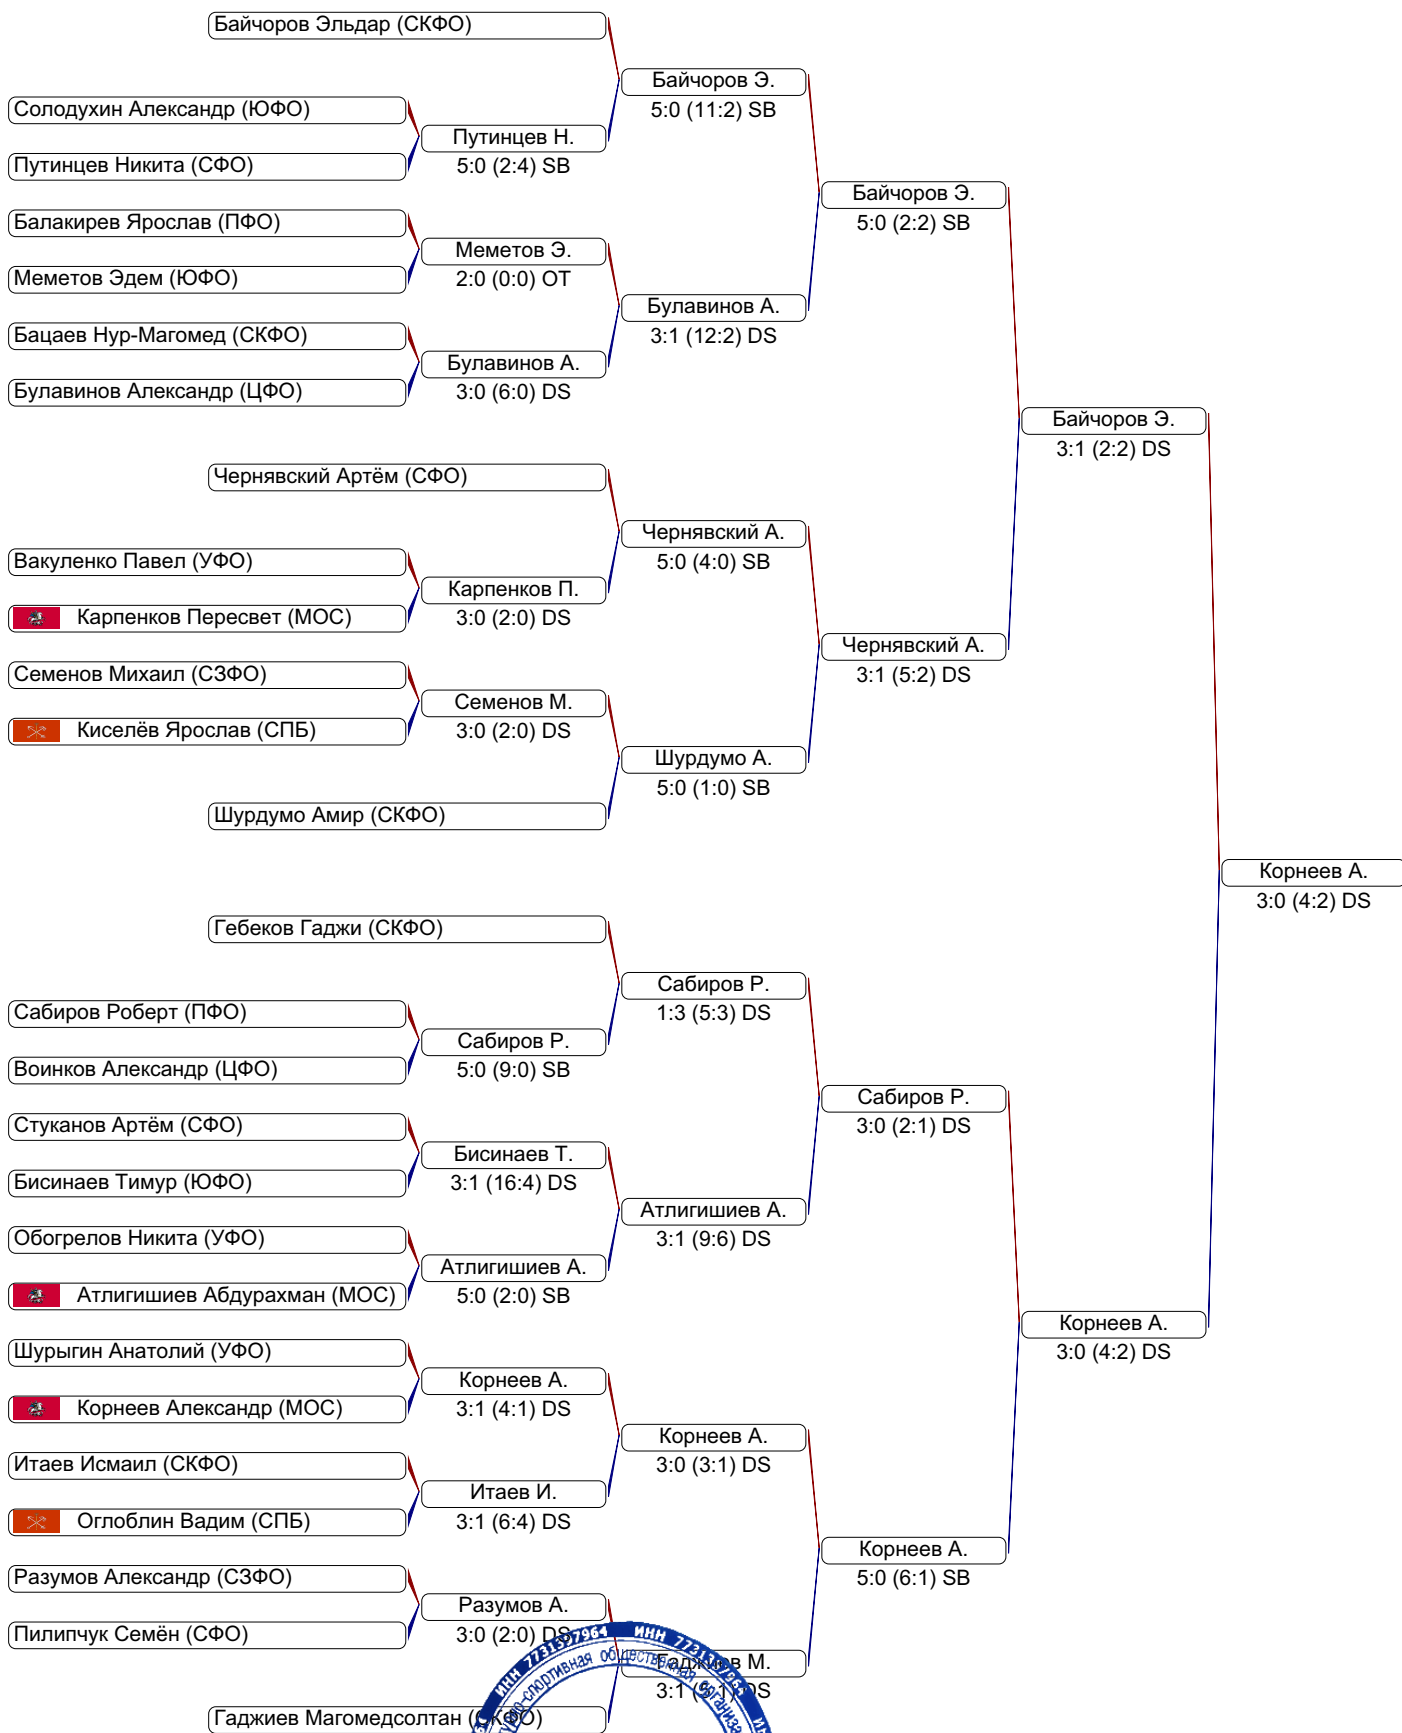 Байчоров Эльдар (СКФО)
Байчоров Э.
5:0 (11:2) SB
Солодухин Александр (ЮФО)
Путинцев Н.
5:0 (2:4) SB
Путинцев Никита (СФО)
Байчоров Э.
5:0 (2:2) SB
Балакирев Ярослав (ПФО)
Меметов Э.
2:0 (0:0) OT
Меметов Эдем (ЮФО)
Булавинов А.
3:1 (12:2) DS
Бацаев Нур-Магомед (СКФО)
Булавинов А.
3:0 (6:0) DS
Булавинов Александр (ЦФО)
Байчоров Э.
3:1 (2:2) DS
Чернявский Артём (СФО)
Чернявский А.
5:0 (4:0) SB
Вакуленко Павел (УФО)
Карпенков П.
3:0 (2:0) DS
Карпенков Пересвет (МОС)
Чернявский А.
3:1 (5:2) DS
Семенов Михаил (СЗФО)
Семенов М.
3:0 (2:0) DS
Киселёв Ярослав (СПБ)
Шурдумо А.
5:0 (1:0) SB
Шурдумо Амир (СКФО)
Корнеев А.
3:0 (4:2) DS
Гебеков Гаджи (СКФО)
Сабиров Р.
1:3 (5:3) DS
Сабиров Роберт (ПФО)
Сабиров Р.
5:0 (9:0) SB
Воинков Александр (ЦФО)
Сабиров Р.
3:0 (2:1) DS
Стуканов Артём (СФО)
Бисинаев Т.
3:1 (16:4) DS
Бисинаев Тимур (ЮФО)
Атлигишиев А.
3:1 (9:6) DS
Обогрелов Никита (УФО)
Атлигишиев А.
5:0 (2:0) SB
Атлигишиев Абдурахман (МОС)
Корнеев А.
3:0 (4:2) DS
Шурыгин Анатолий (УФО)
Корнеев А.
3:1 (4:1) DS
Корнеев Александр (МОС)
Корнеев А.
3:0 (3:1) DS
Итаев Исмаил (СКФО)
Итаев И.
3:1 (6:4) DS
Оглоблин Вадим (СПБ)
Корнеев А.
5:0 (6:1) SB
Разумов Александр (СЗФО)
Разумов А.
3:0 (2:0) DS
Пилипчук Семён (СФО)
Гаджиев М.
3:1 DS
Гаджиев Магомедсолтан (СКФО)
ИНН 7731397964 ИНН 7731397964
общественная